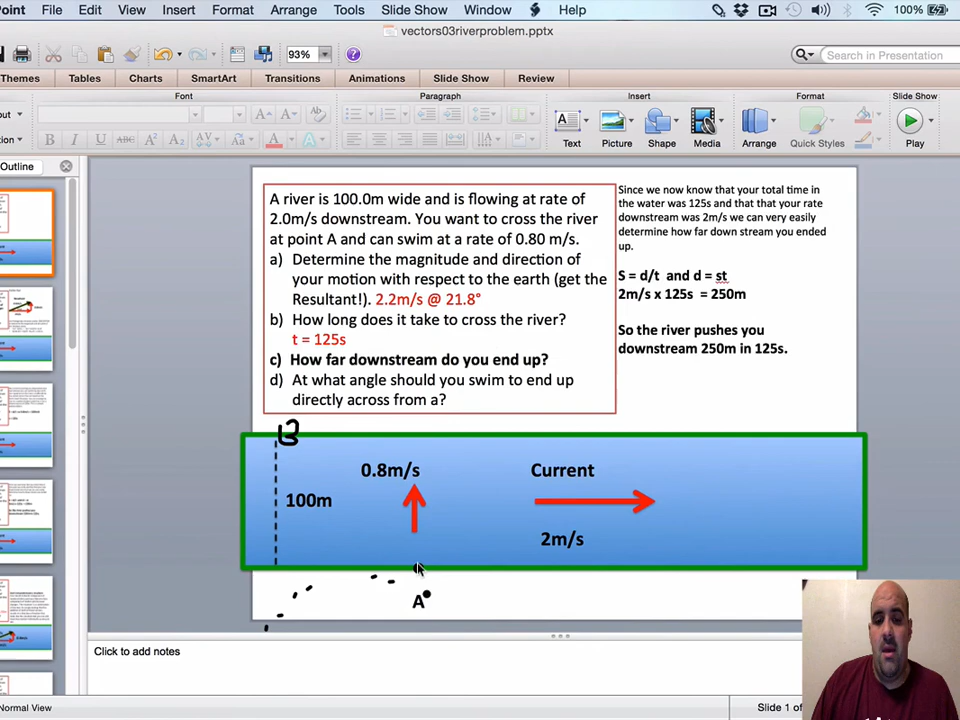 Point File Edit View Insert Format Arrange Tools Slide Show Window Help 100%
vectors03riverproblem.pptx
93% Search in Presentation
Themes Tables Charts SmartArt Transitions Animations Slide Show Review
Font Paragraph Insert Format Slide Show
Text Picture Shape Media Arrange Quick Styles Play
B I U ABC A² A₂ AV Aa A A
Outline
A river is 100.0m wide and is flowing at rate of
2.0m/s downstream. You want to cross the river
at point A and can swim at a rate of 0.80 m/s.
a) Determine the magnitude and direction of
your motion with respect to the earth (get the
Resultant!). 2.2m/s @ 21.8°
b) How long does it take to cross the river?
t = 125s
c) How far downstream do you end up?
d) At what angle should you swim to end up
directly across from a?
Since we now know that your total time in
the water was 125s and that that your rate
downstream was 2m/s we can very easily
determine how far down stream you ended
up.
S = d/t and d = st
2m/s x 125s = 250m
So the river pushes you
downstream 250m in 125s.
B
0.8m/s Current
100m
2m/s
A
Click to add notes
Normal View Slide 1 of